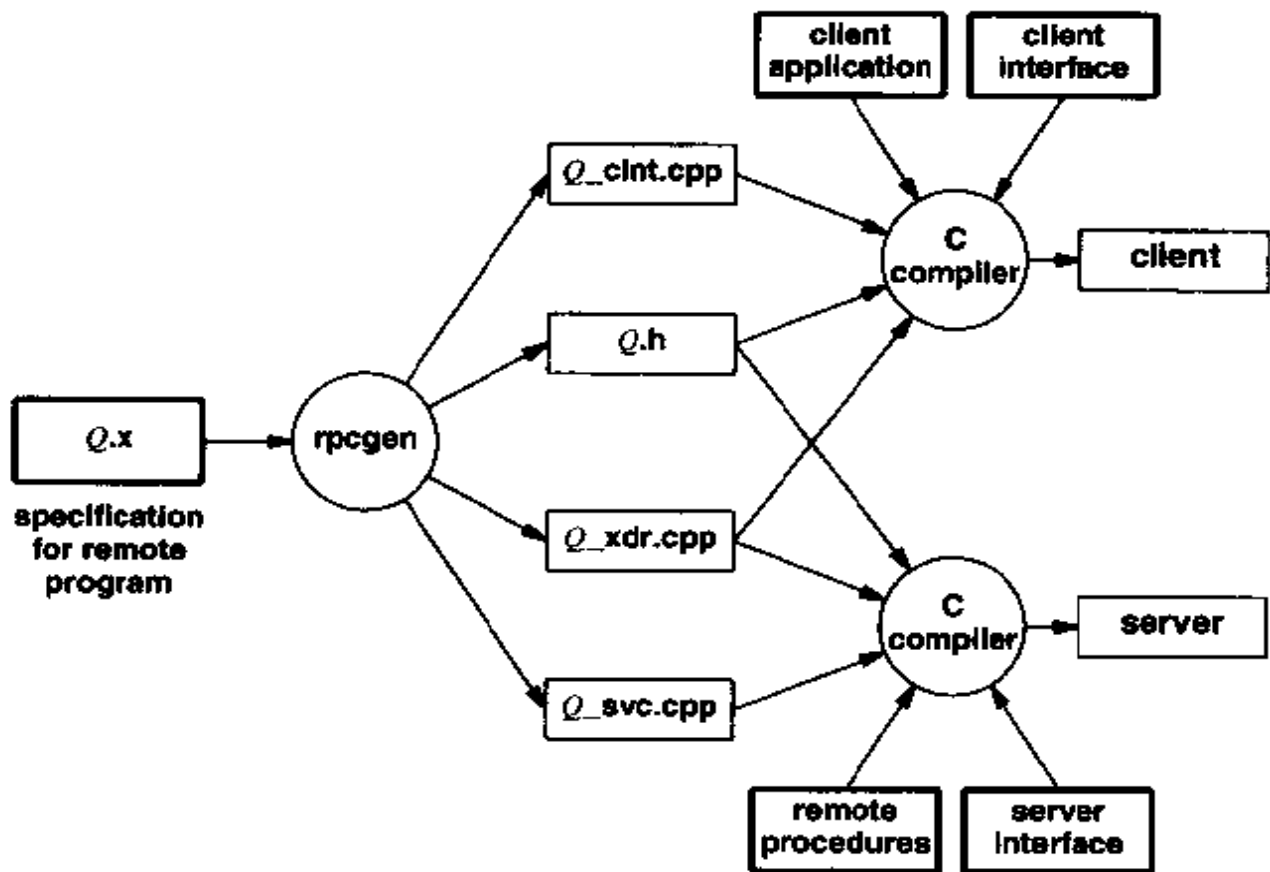 client
application
client
interface
Q_clnt.cpp
C
compiler
client
Q.h
Q.x
rpcgen
specification
for remote
program
Q_xdr.cpp
C
compiler
server
Q_svc.cpp
remote
procedures
server
interface